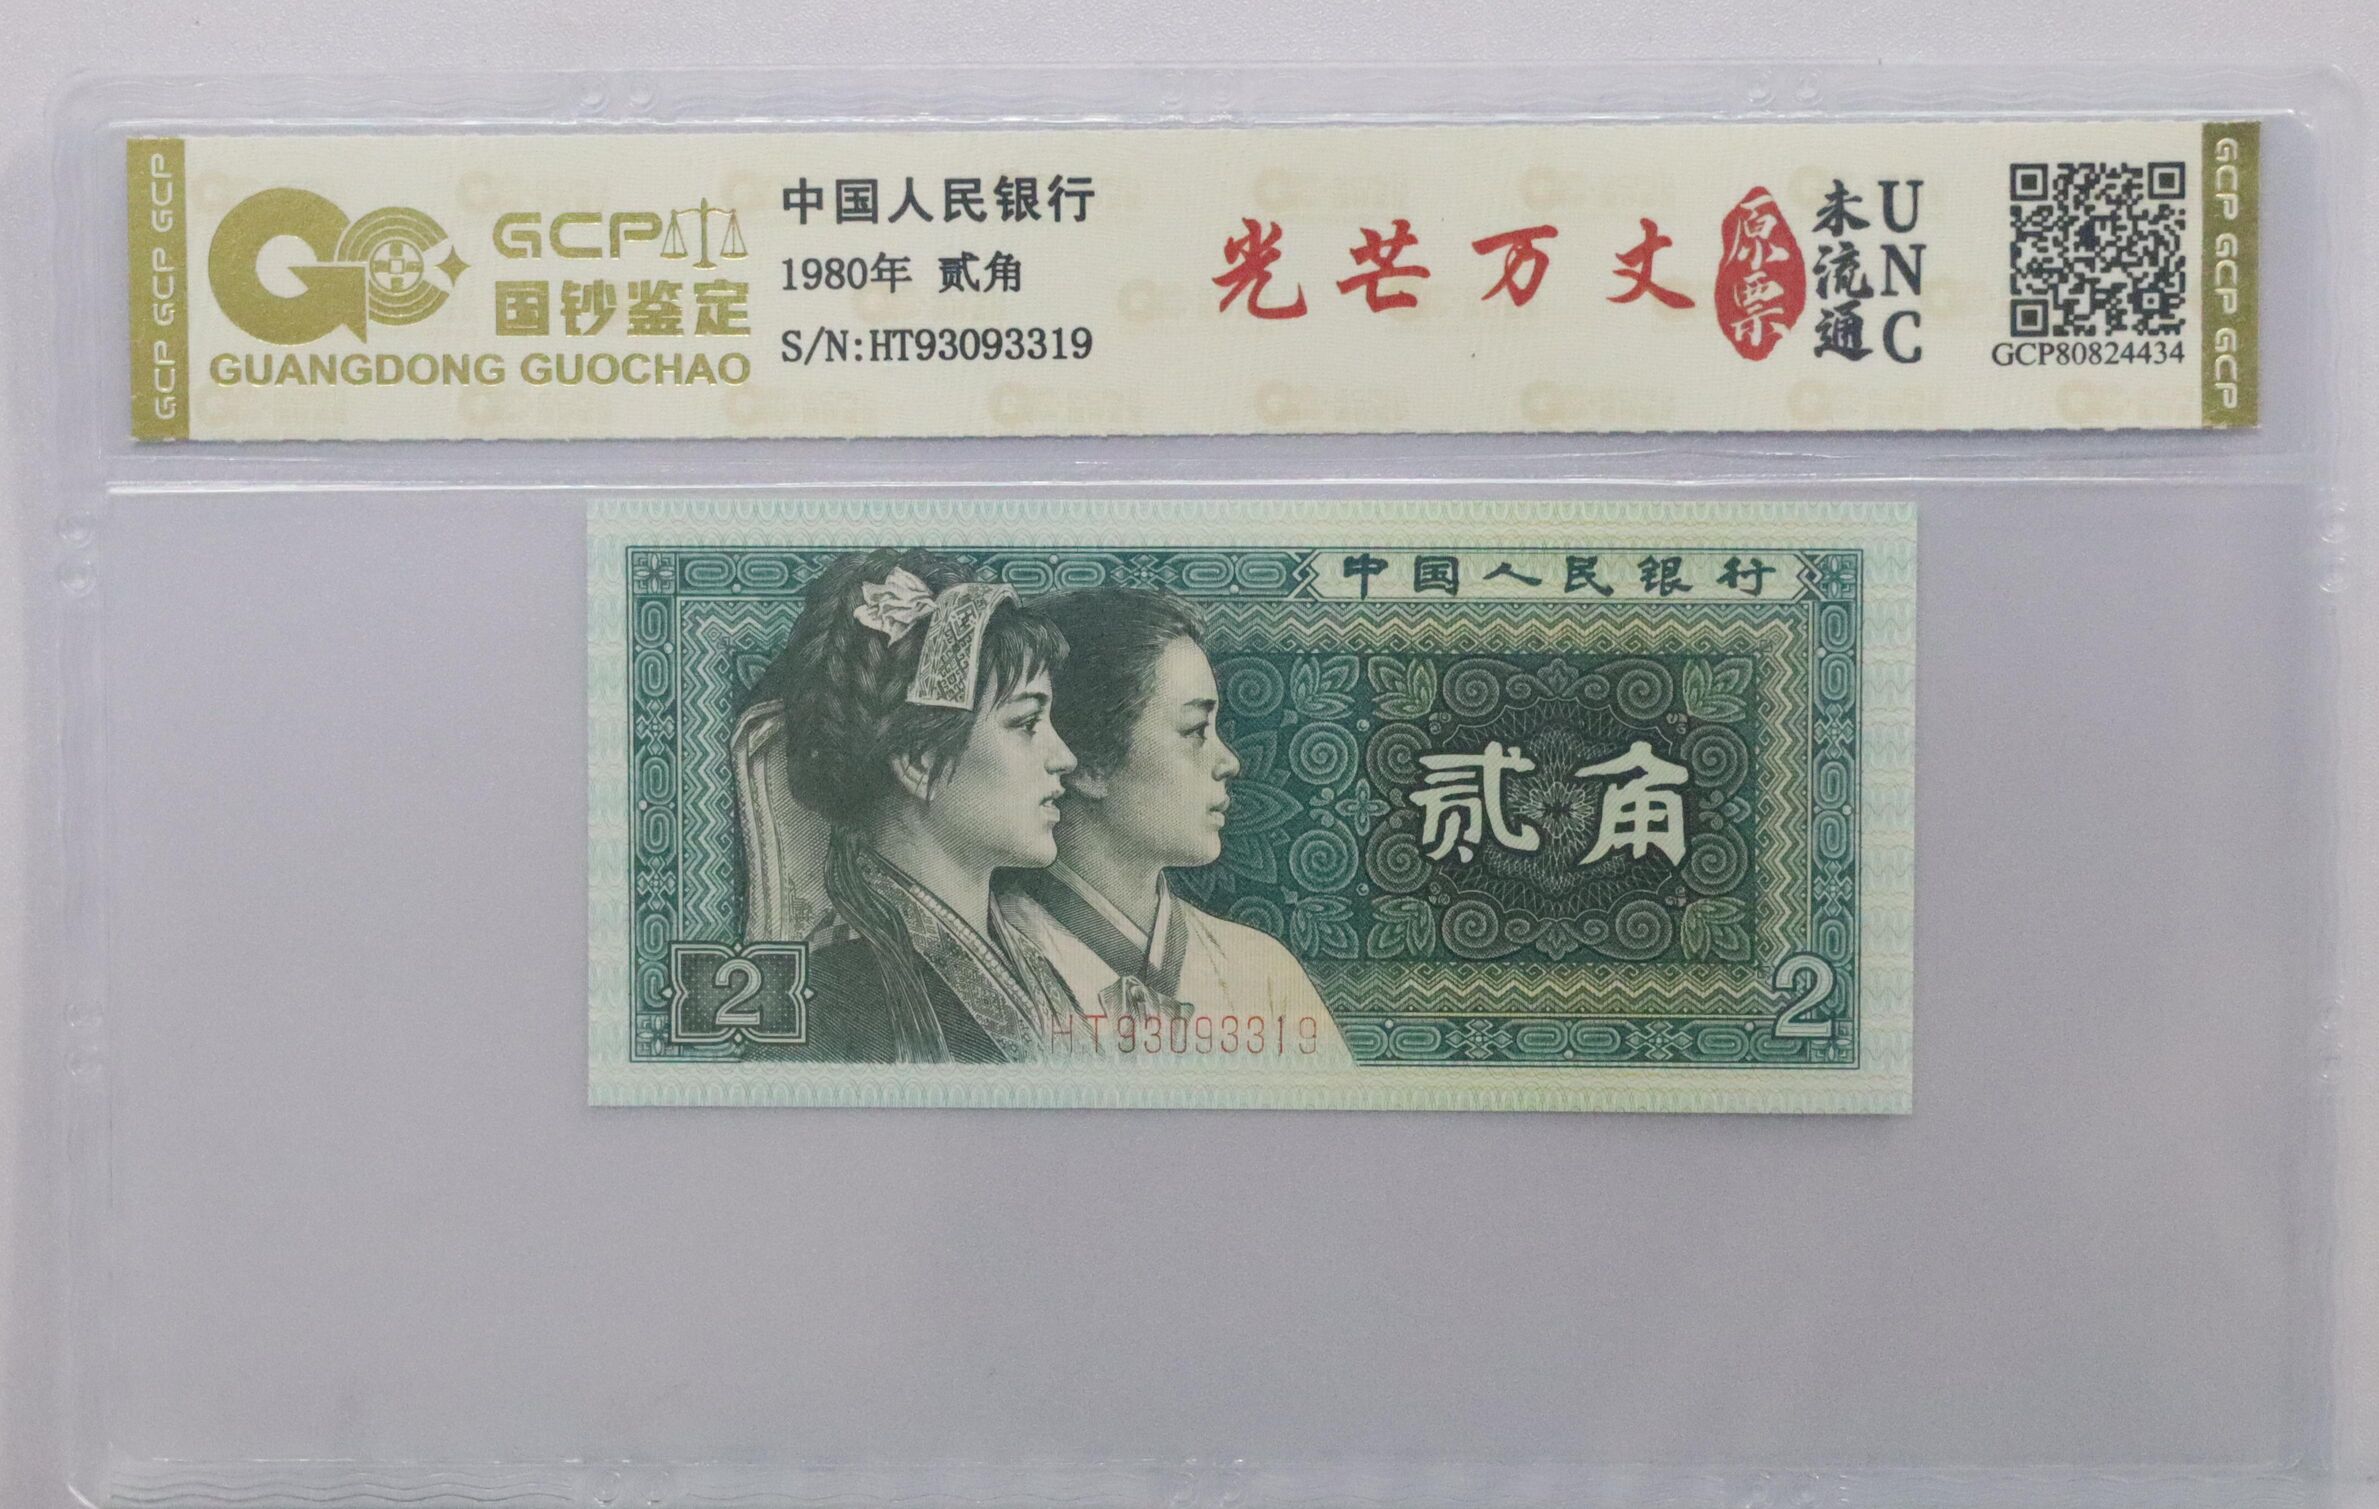 GCP GCP GCP
GCP
国钞鉴定
GUANGDONG GUOCHAO
中国人民银行
1980年 贰角
S/N:HT93093319
光芒万丈
原票
未流通
UNC
GCP80824434
GCP GCP GCP
中国人民银行
贰角
2
2
HT93093319